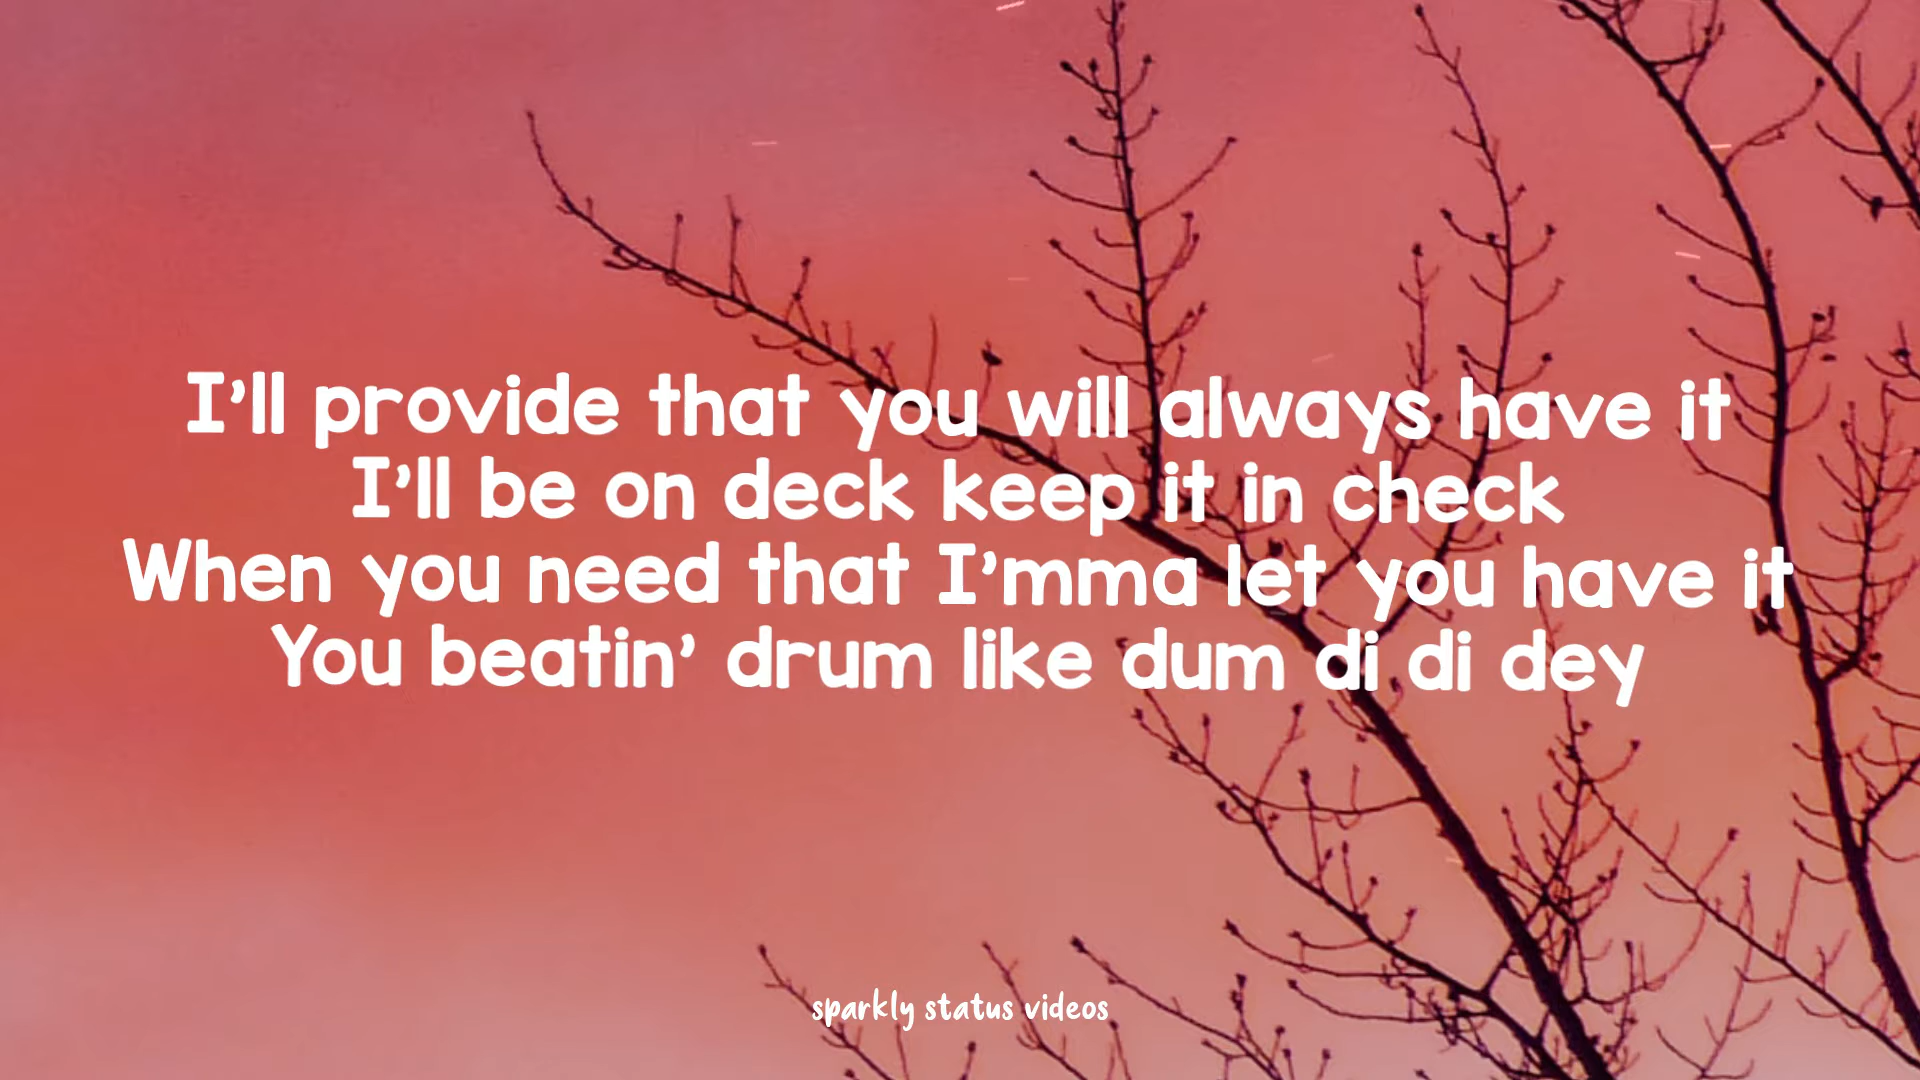 I'll provide that you will always have it
I'll be on deck keep it in check
When you need that I'mma let you have it
You beatin' drum like dum di di dey
sparkly status videos